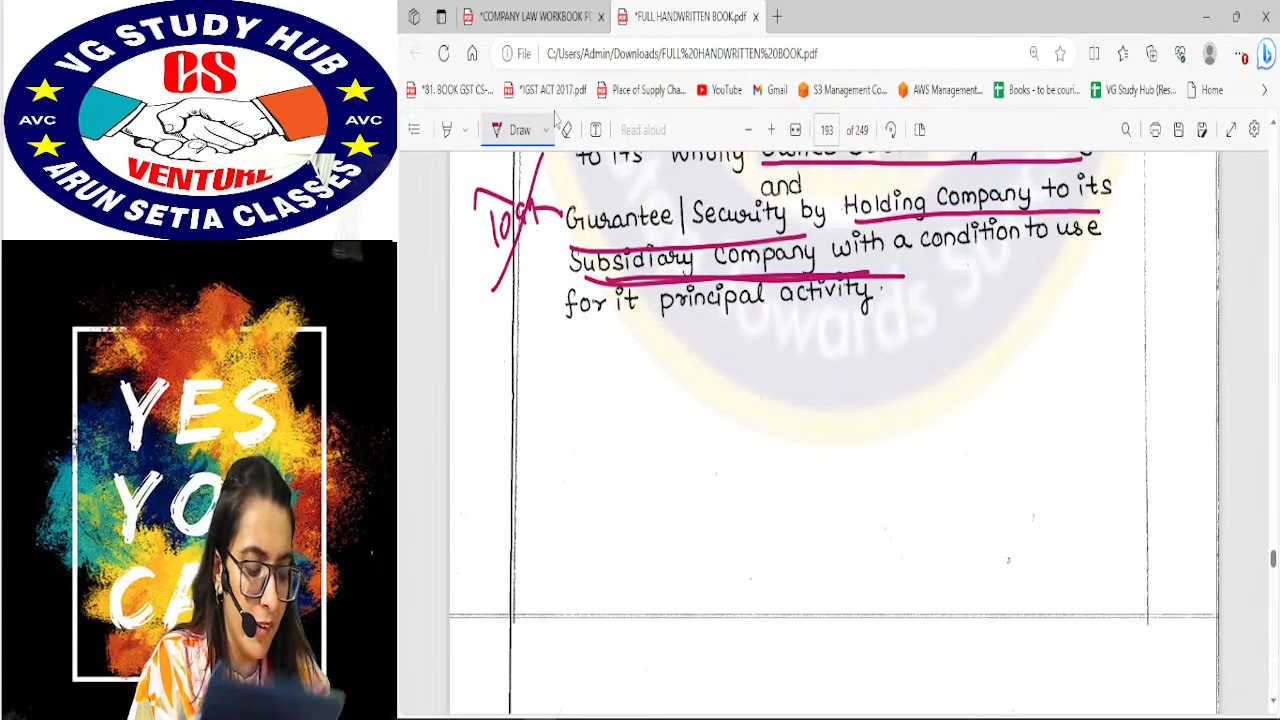 VG STUDY HUB
CS
AVC
AVC
VENTURE
ARUN SETIA CLASSES
YES
YO
CA
*COMPANY LAW WORKBOOK P
*FULL HANDWRITTEN BOOK.pdf
File
C:/Users/Admin/Downloads/FULL%20HANDWRITTEN%20BOOK.pdf
*81. BOOK GST CS-...
*IGST ACT 2017.pdf
Place of Supply Cha...
YouTube
Gmail
S3 Management Co...
AWS Management...
Books - to be couri...
VG Study Hub (Res...
Home
Draw
Read aloud
193
of 249
to its wholly
and
Gurantee/Security by Holding Company to its
Subsidiary Company with a condition to use
for it principal activity.
wards S